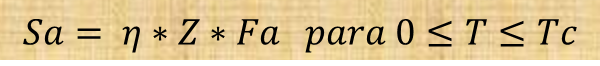 Sa = η * Z * Fa para 0 ≤ T ≤ Tc